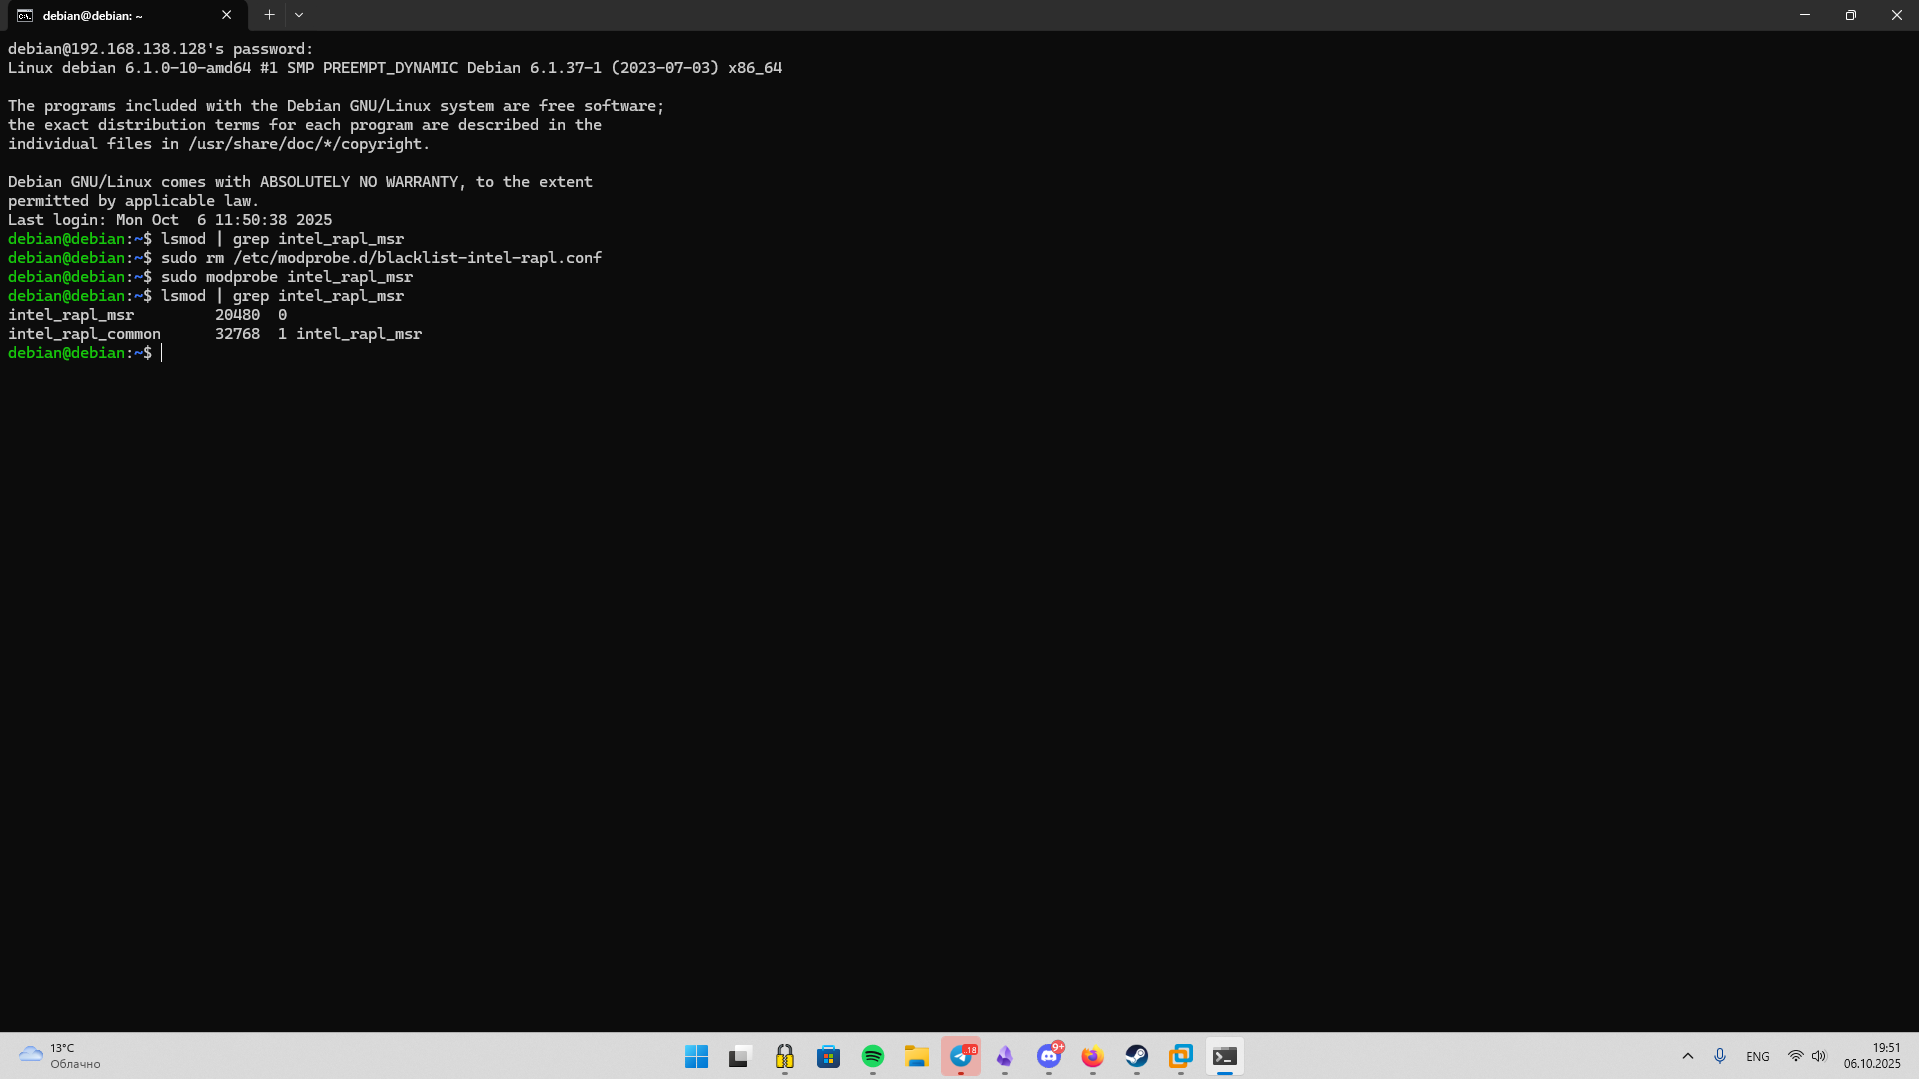 debian@debian: ~
debian@192.168.138.128's password:
Linux debian 6.1.0-10-amd64 #1 SMP PREEMPT_DYNAMIC Debian 6.1.37-1 (2023-07-03) x86_64
The programs included with the Debian GNU/Linux system are free software;
the exact distribution terms for each program are described in the
individual files in /usr/share/doc/*/copyright.
Debian GNU/Linux comes with ABSOLUTELY NO WARRANTY, to the extent
permitted by applicable law.
Last login: Mon Oct  6 11:50:38 2025
debian@debian:~$ lsmod | grep intel_rapl_msr
debian@debian:~$ sudo rm /etc/modprobe.d/blacklist-intel-rapl.conf
debian@debian:~$ sudo modprobe intel_rapl_msr
debian@debian:~$ lsmod | grep intel_rapl_msr
intel_rapl_msr         20480  0
intel_rapl_common      32768  1 intel_rapl_msr
debian@debian:~$
13°C
Облачно
18
9+
ENG
19:51
06.10.2025